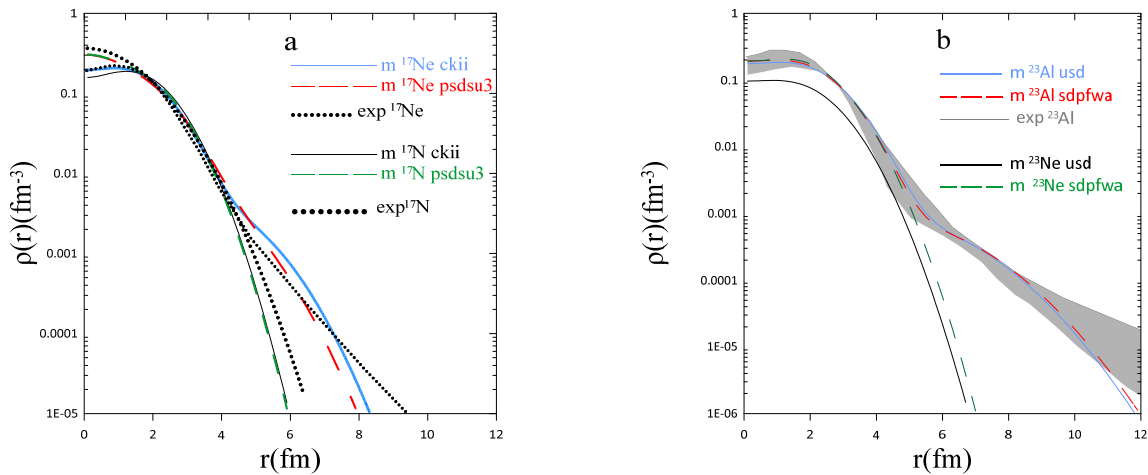 a
m ¹⁷Ne ckii
m ¹⁷Ne psdsu3
exp ¹⁷Ne
m ¹⁷N ckii
m ¹⁷N psdsu3
exp¹⁷N
1
0.1
0.01
0.001
0.0001
1E-05
ρ(r)(fm⁻³)
0 2 4 6 8 10 12
r(fm)
b
m ²³Al usd
m ²³Al sdpfwa
exp ²³Al
m ²³Ne usd
m ²³Ne sdpfwa
1
0.1
0.01
0.001
0.0001
1E-05
1E-06
ρ(r)(fm⁻³)
0 2 4 6 8 10 12
r(fm)